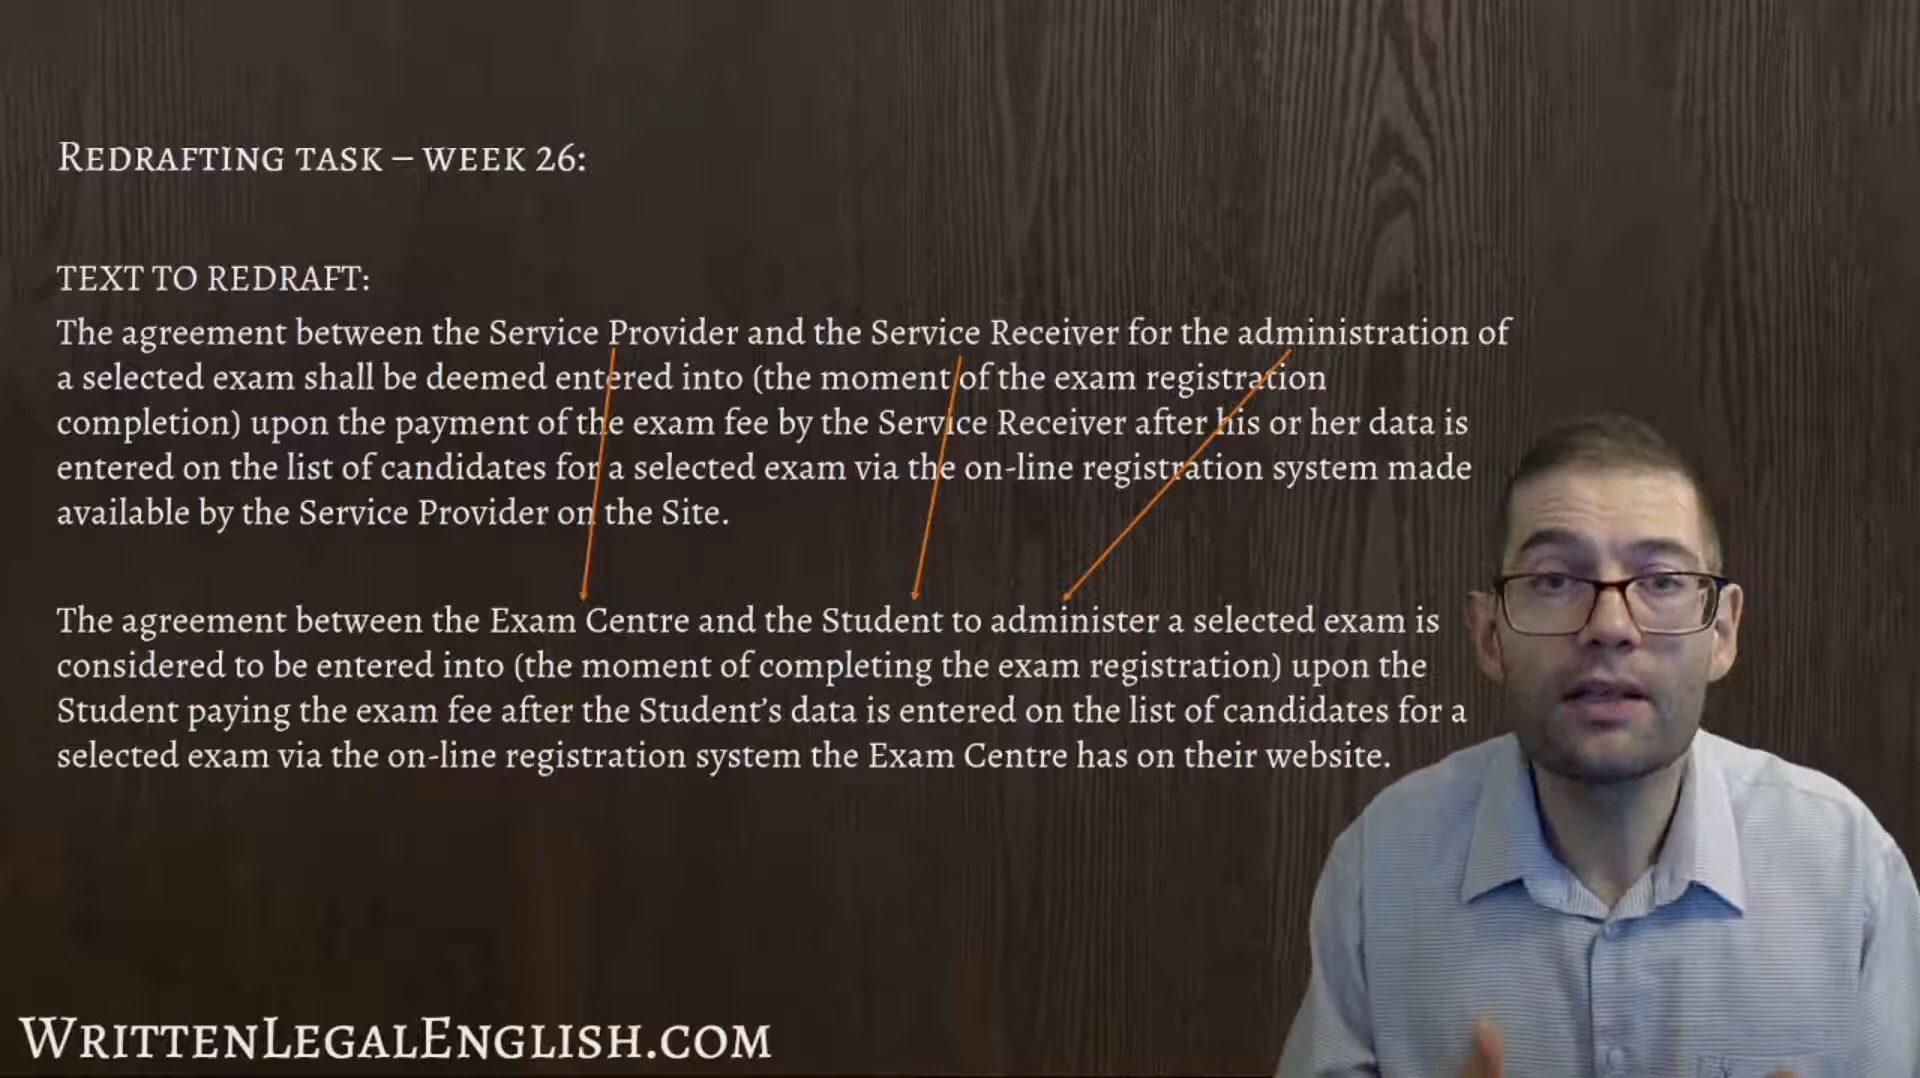 Redrafting task – week 26:
TEXT TO REDRAFT:
The agreement between the Service Provider and the Service Receiver for the administration of
a selected exam shall be deemed entered into (the moment of the exam registration
completion) upon the payment of the exam fee by the Service Receiver after his or her data is
entered on the list of candidates for a selected exam via the on-line registration system made
available by the Service Provider on the Site.
The agreement between the Exam Centre and the Student to administer a selected exam is
considered to be entered into (the moment of completing the exam registration) upon the
Student paying the exam fee after the Student’s data is entered on the list of candidates for a
selected exam via the on-line registration system the Exam Centre has on their website.
WrittenLegalEnglish.com